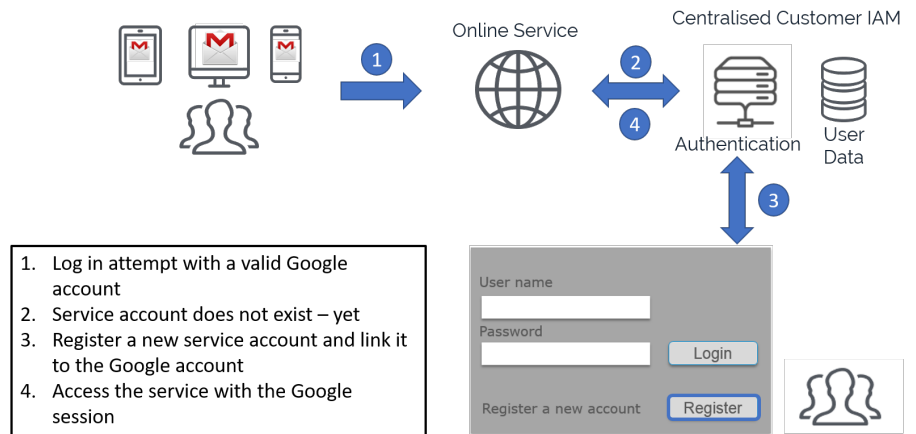 Centralised Customer IAM
Online Service
1
2
4
Authentication
User
Data
3
1. Log in attempt with a valid Google
account
2. Service account does not exist – yet
3. Register a new service account and link it
to the Google account
4. Access the service with the Google
session
User name
Password
Login
Register a new account
Register